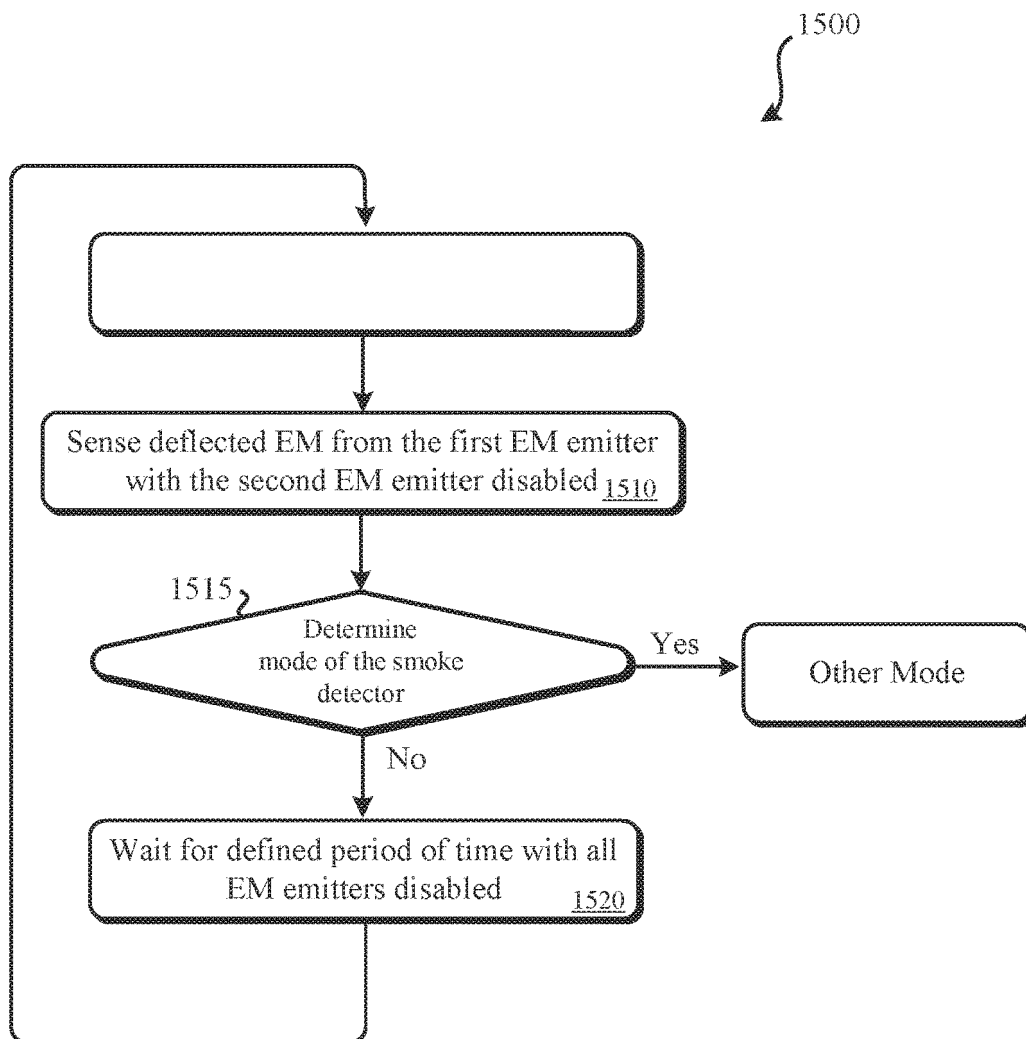 1500
Sense deflected EM from the first EM emitter
with the second EM emitter disabled 1510
1515
Determine
mode of the smoke
detector
Yes
Other Mode
No
Wait for defined period of time with all
EM emitters disabled
1520